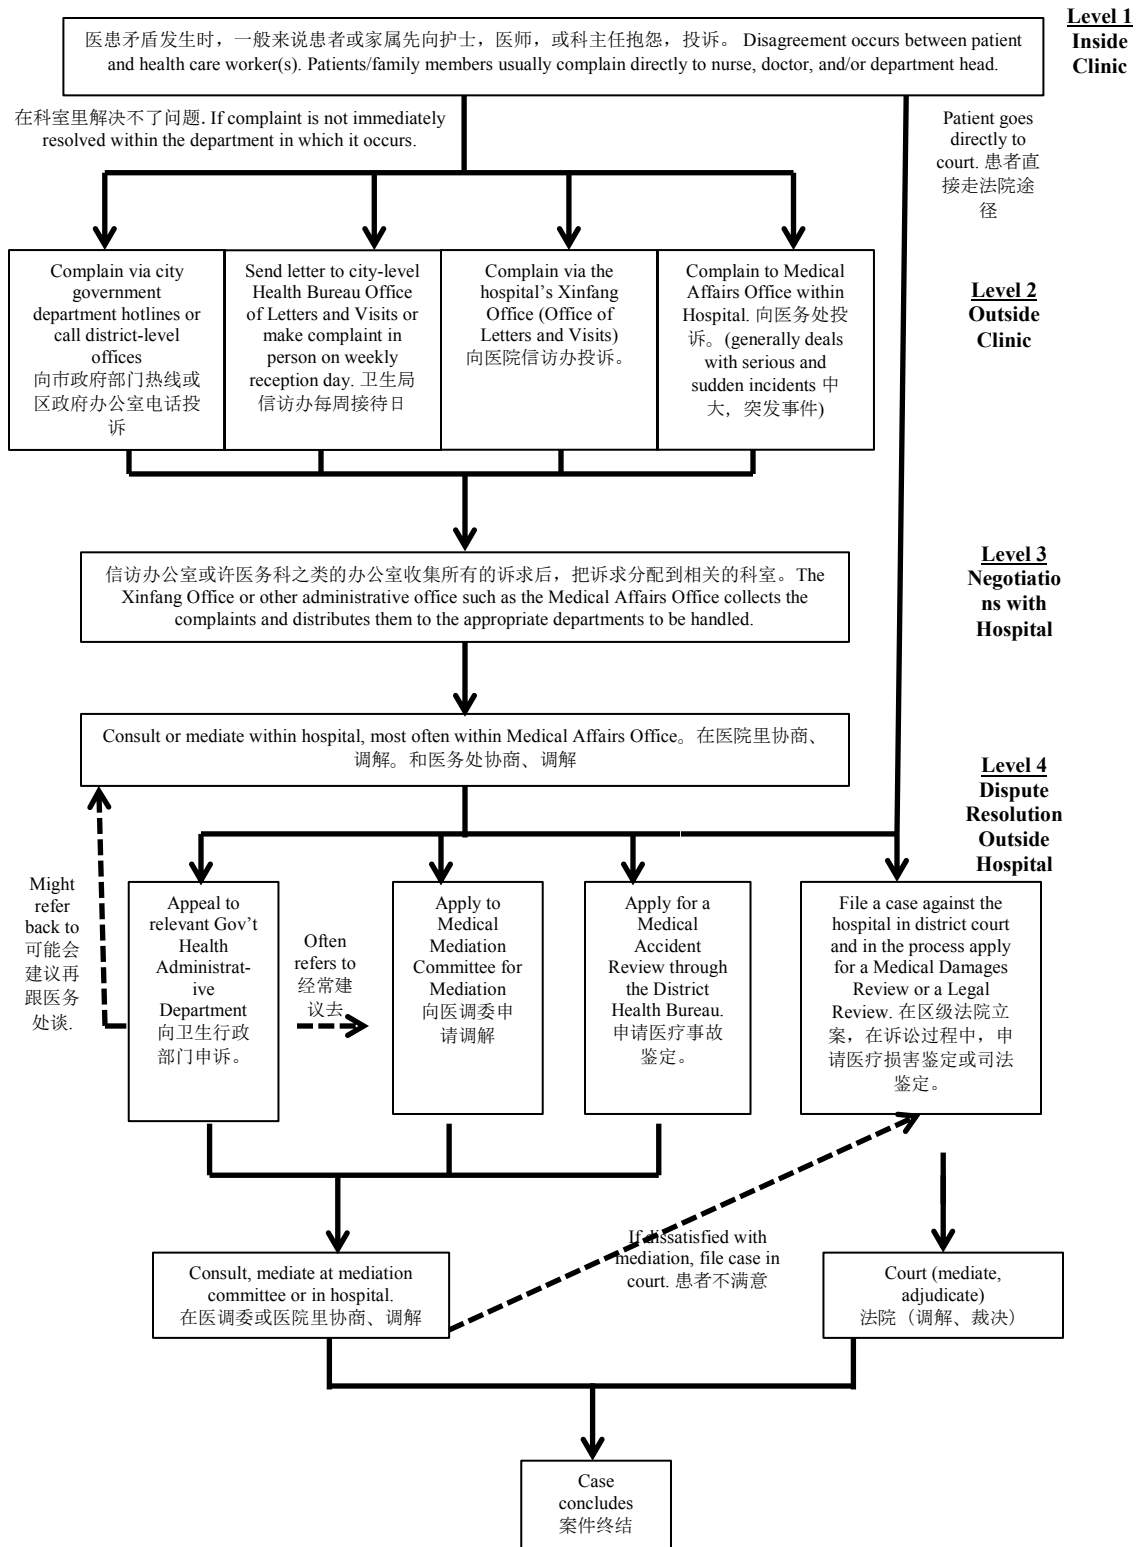 Level 1
Inside
Clinic
医患矛盾发生时，一般来说患者或家属先向护士，医师，或科主任抱怨，投诉。 Disagreement occurs between patient
and health care worker(s). Patients/family members usually complain directly to nurse, doctor, and/or department head.
在科室里解决不了问题. If complaint is not immediately
resolved within the department in which it occurs.
Patient goes
directly to
court. 患者直
接走法院途
径
Complain via city
government
department hotlines or
call district-level
offices
向市政府部门热线或
区政府办公室电话投
诉
Send letter to city-level
Health Bureau Office
of Letters and Visits or
make complaint in
person on weekly
reception day. 卫生局
信访办每周接待日
Complain via the
hospital’s Xinfang
Office (Office of
Letters and Visits)
向医院信访办投诉。
Complain to Medical
Affairs Office within
Hospital. 向医务处投
诉。(generally deals
with serious and
sudden incidents 中
大，突发事件)
Level 2
Outside
Clinic
信访办公室或许医务科之类的办公室收集所有的诉求后，把诉求分配到相关的科室。The
Xinfang Office or other administrative office such as the Medical Affairs Office collects the
complaints and distributes them to the appropriate departments to be handled.
Level 3
Negotiatio
ns with
Hospital
Consult or mediate within hospital, most often within Medical Affairs Office。在医院里协商、
调解。和医务处协商、调解
Level 4
Dispute
Resolution
Outside
Hospital
Might
refer
back to
可能会
建议再
跟医务
处谈.
Appeal to
relevant Gov’t
Health
Administrat-
ive
Department
向卫生行政
部门申诉。
Often
refers to
经常建
议去
Apply to
Medical
Mediation
Committee for
Mediation
向医调委申
请调解
Apply for a
Medical
Accident
Review through
the District
Health Bureau.
申请医疗事故
鉴定。
File a case against the
hospital in district court
and in the process apply
for a Medical Damages
Review or a Legal
Review. 在区级法院立
案，在诉讼过程中，申
请医疗损害鉴定或司法
鉴定。
If dissatisfied with
mediation, file case in
court. 患者不满意
Consult, mediate at mediation
committee or in hospital.
在医调委或医院里协商、调解
Court (mediate,
adjudicate)
法院（调解、裁决）
Case
concludes
案件终结